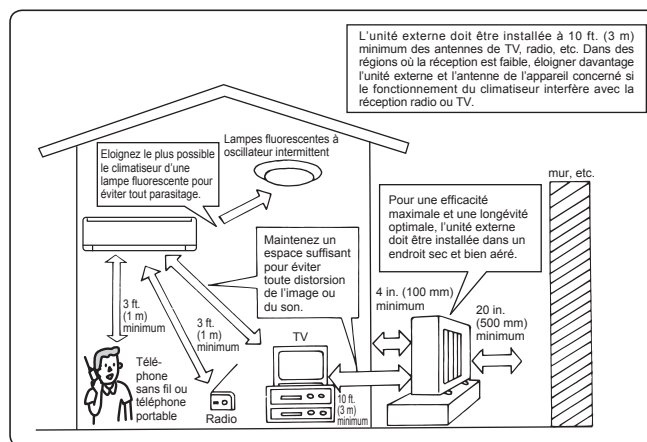 L'unité externe doit être installée à 10 ft. (3 m)
minimum des antennes de TV, radio, etc. Dans des
régions où la réception est faible, éloigner davantage
l'unité externe et l'antenne de l'appareil concerné si
le fonctionnement du climatiseur interfère avec la
réception radio ou TV.
Lampes fluorescentes à
oscillateur intermittent
Eloignez le plus possible
le climatiseur d'une
lampe fluorescente pour
éviter tout parasitage.
mur, etc.
Pour une efficacité
maximale et une longévité
optimale, l'unité externe
doit être installée dans un
endroit sec et bien aéré.
Maintenez un
espace suffisant
pour éviter
toute distorsion
de l'image ou
du son.
4 in. (100 mm)
minimum
20 in.
(500 mm)
minimum
3 ft.
(1 m)
minimum
3 ft.
(1 m)
minimum
TV
Télé-
phone
sans fil ou
téléphone
portable
Radio
10 ft.
(3 m)
minimum